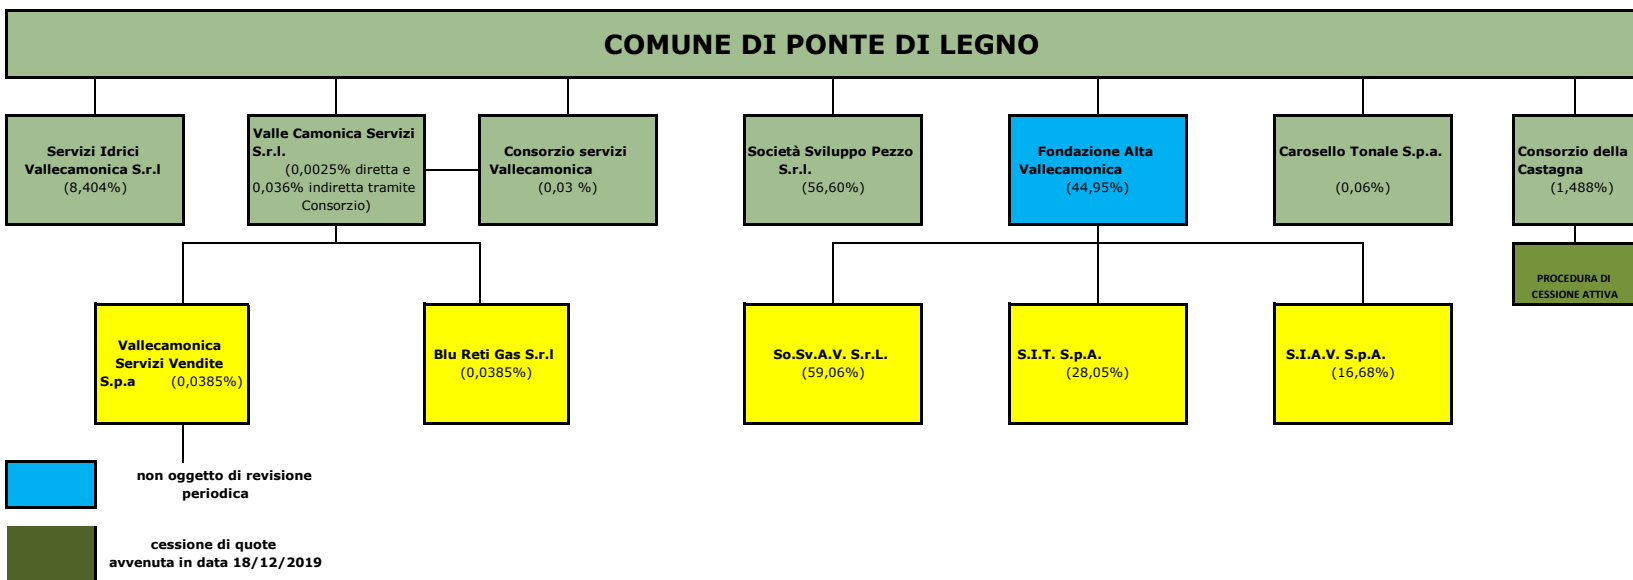 COMUNE DI PONTE DI LEGNO
Servizi Idrici
Vallecamonica S.r.l
(8,404%)
Valle Camonica Servizi
S.r.l.
(0,0025% diretta e
0,036% indiretta tramite
Consorzio)
Consorzio servizi
Vallecamonica
(0,03 %)
Società Sviluppo Pezzo
S.r.l.
(56,60%)
Fondazione Alta
Vallecamonica
(44,95%)
Carosello Tonale S.p.a.
(0,06%)
Consorzio della
Castagna
(1,488%)
PROCEDURA DI
CESSIONE ATTIVA
Vallecamonica
Servizi Vendite
S.p.a (0,0385%)
Blu Reti Gas S.r.l
(0,0385%)
So.Sv.A.V. S.r.L.
(59,06%)
S.I.T. S.p.A.
(28,05%)
S.I.A.V. S.p.A.
(16,68%)
non oggetto di revisione
periodica
cessione di quote
avvenuta in data 18/12/2019